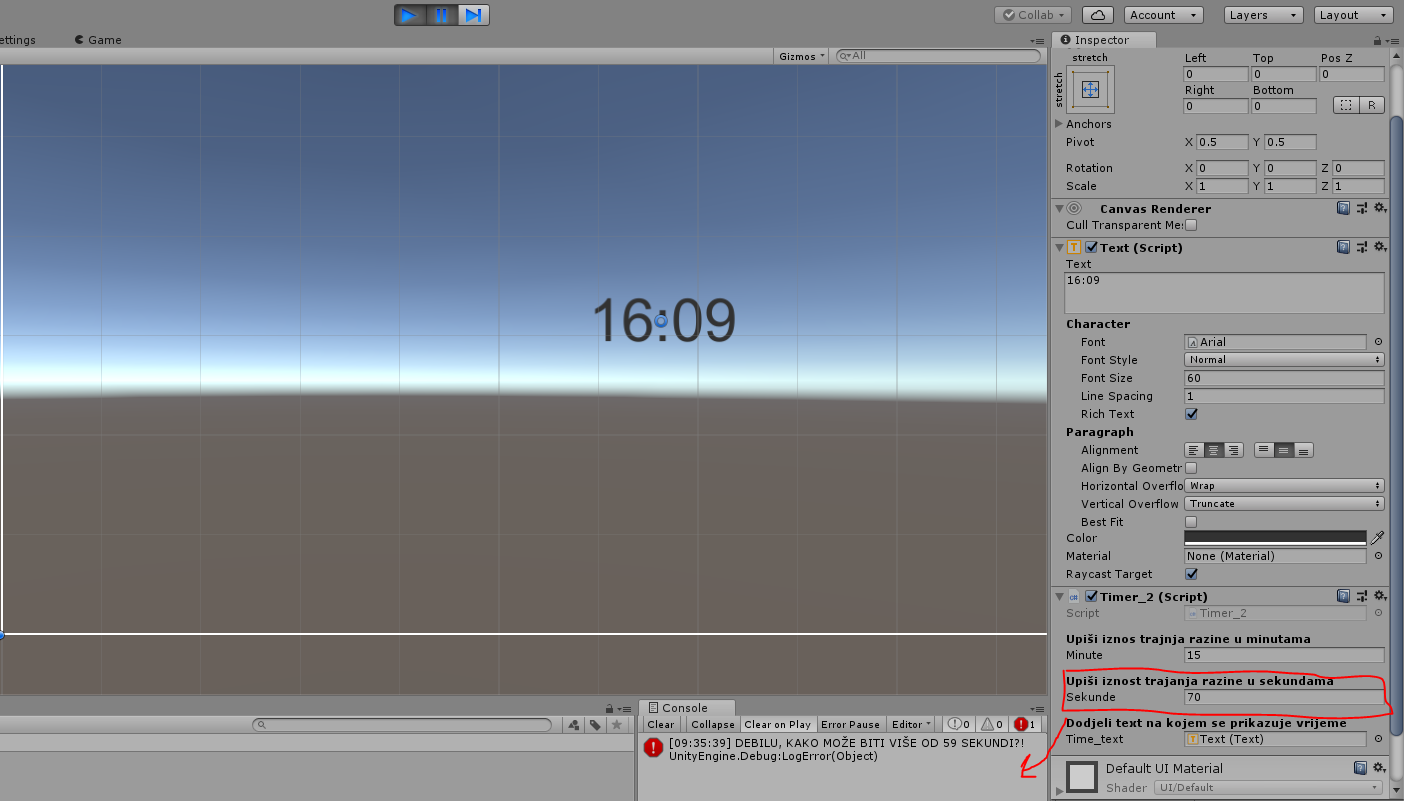 Collab
Account
Layers
Layout
ettings
Game
Inspector
Gizmos
All
stretch
Left Top Pos Z
0 0 0
stretch
Right Bottom
0 0
R
Anchors
Pivot X 0.5 Y 0.5
Rotation X 0 Y 0 Z 0
Scale X 1 Y 1 Z 1
Canvas Renderer
Cull Transparent Me:
Text (Script)
Text
16:09
16:09
Character
Font Arial
Font Style Normal
Font Size 60
Line Spacing 1
Rich Text
Paragraph
Alignment
Align By Geometr
Horizontal Overflo Wrap
Vertical Overflow Truncate
Best Fit
Color
Material None (Material)
Raycast Target
Timer_2 (Script)
Script Timer_2
Upiši iznos trajnja razine u minutama
Minute 15
Upiši iznost trajanja razine u sekundama
Sekunde 70
Dodjeli text na kojem se prikazuje vrijeme
Time_text Text (Text)
Default UI Material
Shader UI/Default
Console
Clear Collapse Clear on Play Error Pause Editor 0 0 1
[09:35:39] DEBILU, KAKO MOŽE BITI VIŠE OD 59 SEKUNDI?!
UnityEngine.Debug:LogError(Object)